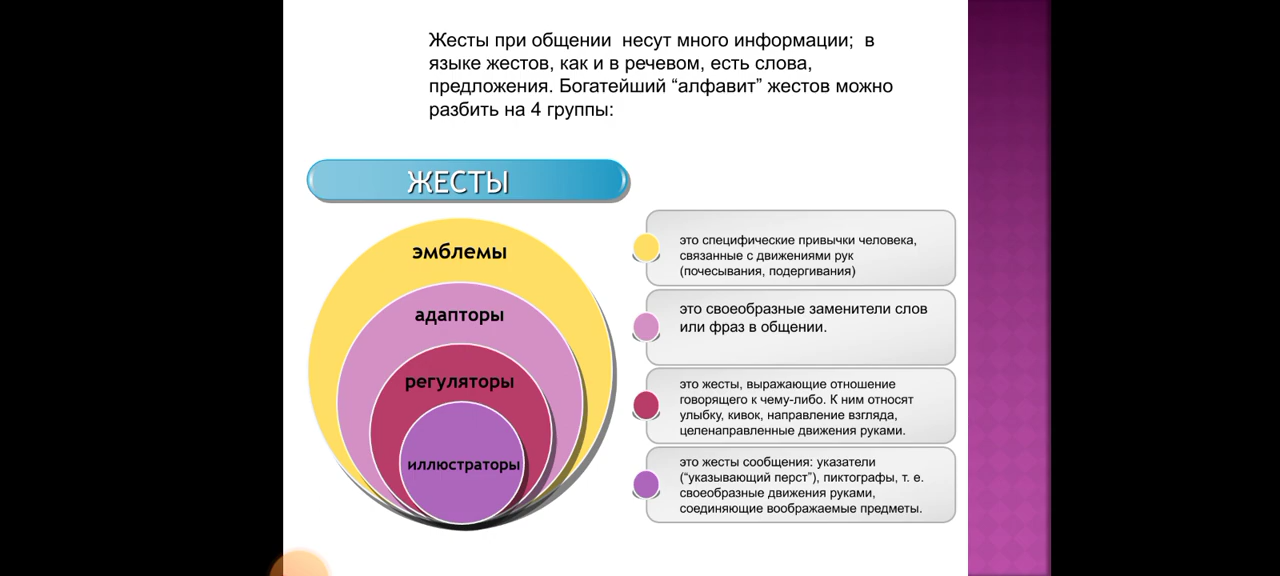 Жесты при общении  несут много информации;  в
языке жестов, как и в речевом, есть слова,
предложения. Богатейший “алфавит” жестов можно
разбить на 4 группы:
ЖЕСТЫ
эмблемы
адапторы
регуляторы
иллюстраторы
это специфические привычки человека,
связанные с движениями рук
(почесывания, подергивания)
это своеобразные заменители слов
или фраз в общении.
это жесты, выражающие отношение
говорящего к чему-либо. К ним относят
улыбку, кивок, направление взгляда,
целенаправленные движения руками.
это жесты сообщения: указатели
(“указывающий перст”), пиктографы, т. е.
своеобразные движения руками,
соединяющие воображаемые предметы.